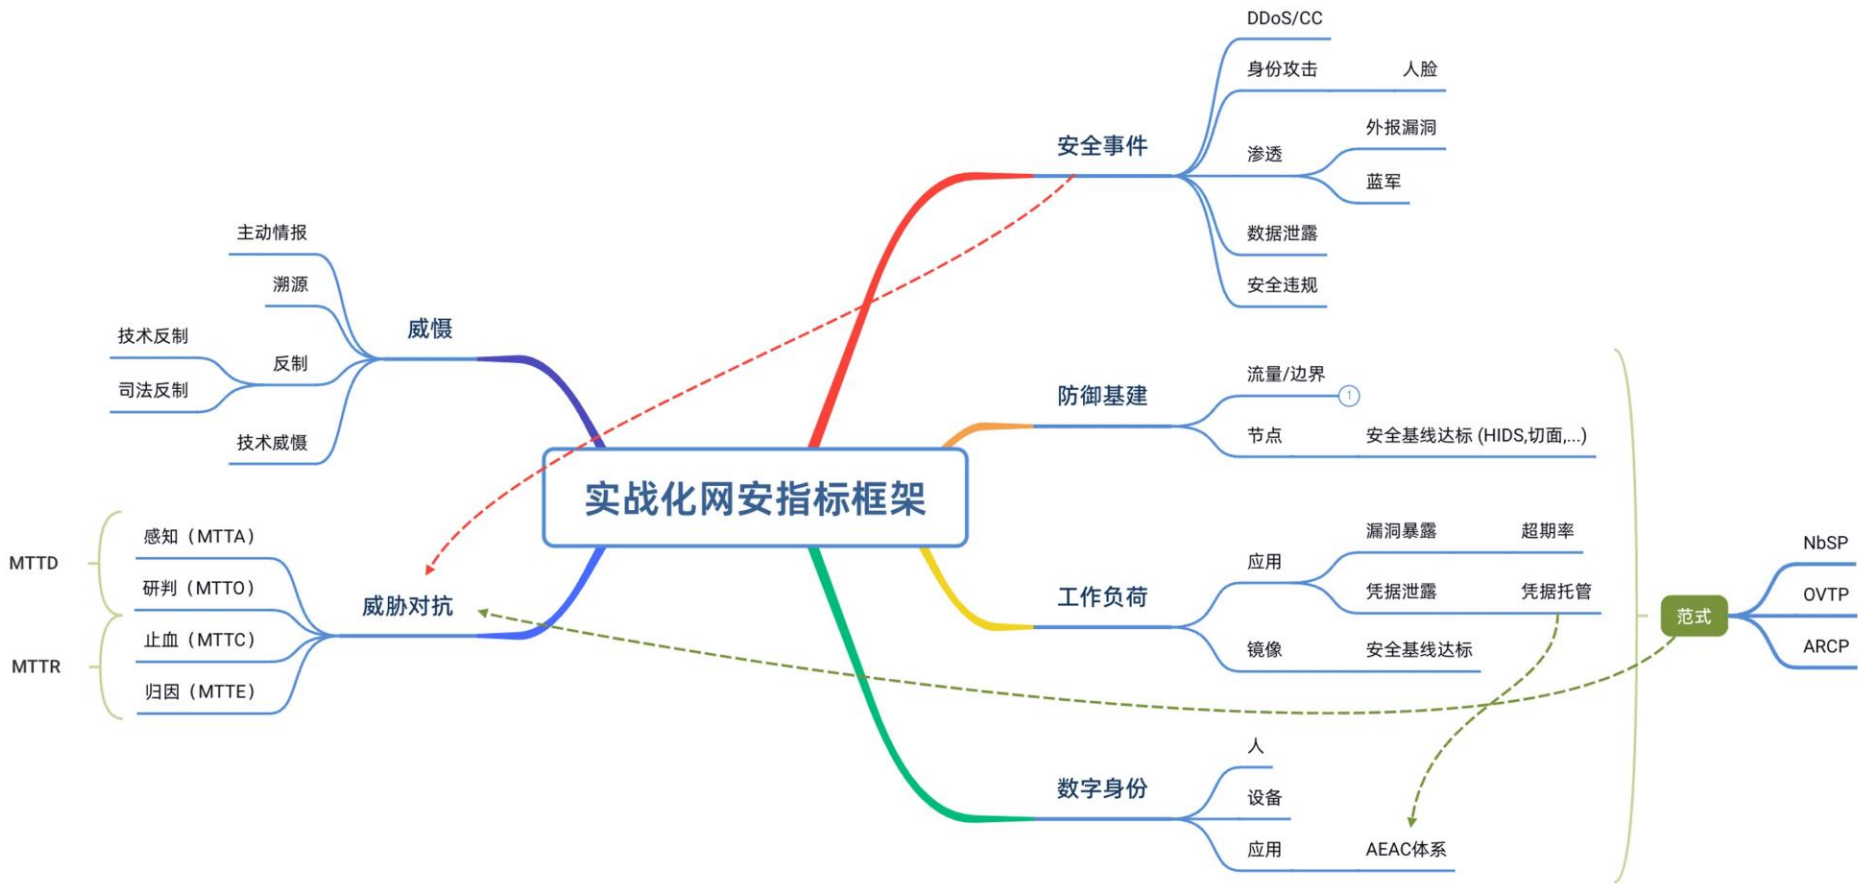 实战化网安指标框架
安全事件
DDoS/CC
身份攻击
人脸
渗透
外报漏洞
蓝军
数据泄露
安全违规
防御基建
流量/边界
1
节点
安全基线达标 (HIDS,切面,...)
工作负荷
应用
漏洞暴露
超期率
凭据泄露
凭据托管
镜像
安全基线达标
数字身份
人
设备
应用
AEAC体系
范式
NbSP
OVTP
ARCP
威慑
主动情报
溯源
反制
技术反制
司法反制
技术威慑
威胁对抗
感知（MTTA）
研判（MTTO）
止血（MTTC）
归因（MTTE）
MTTD
MTTR